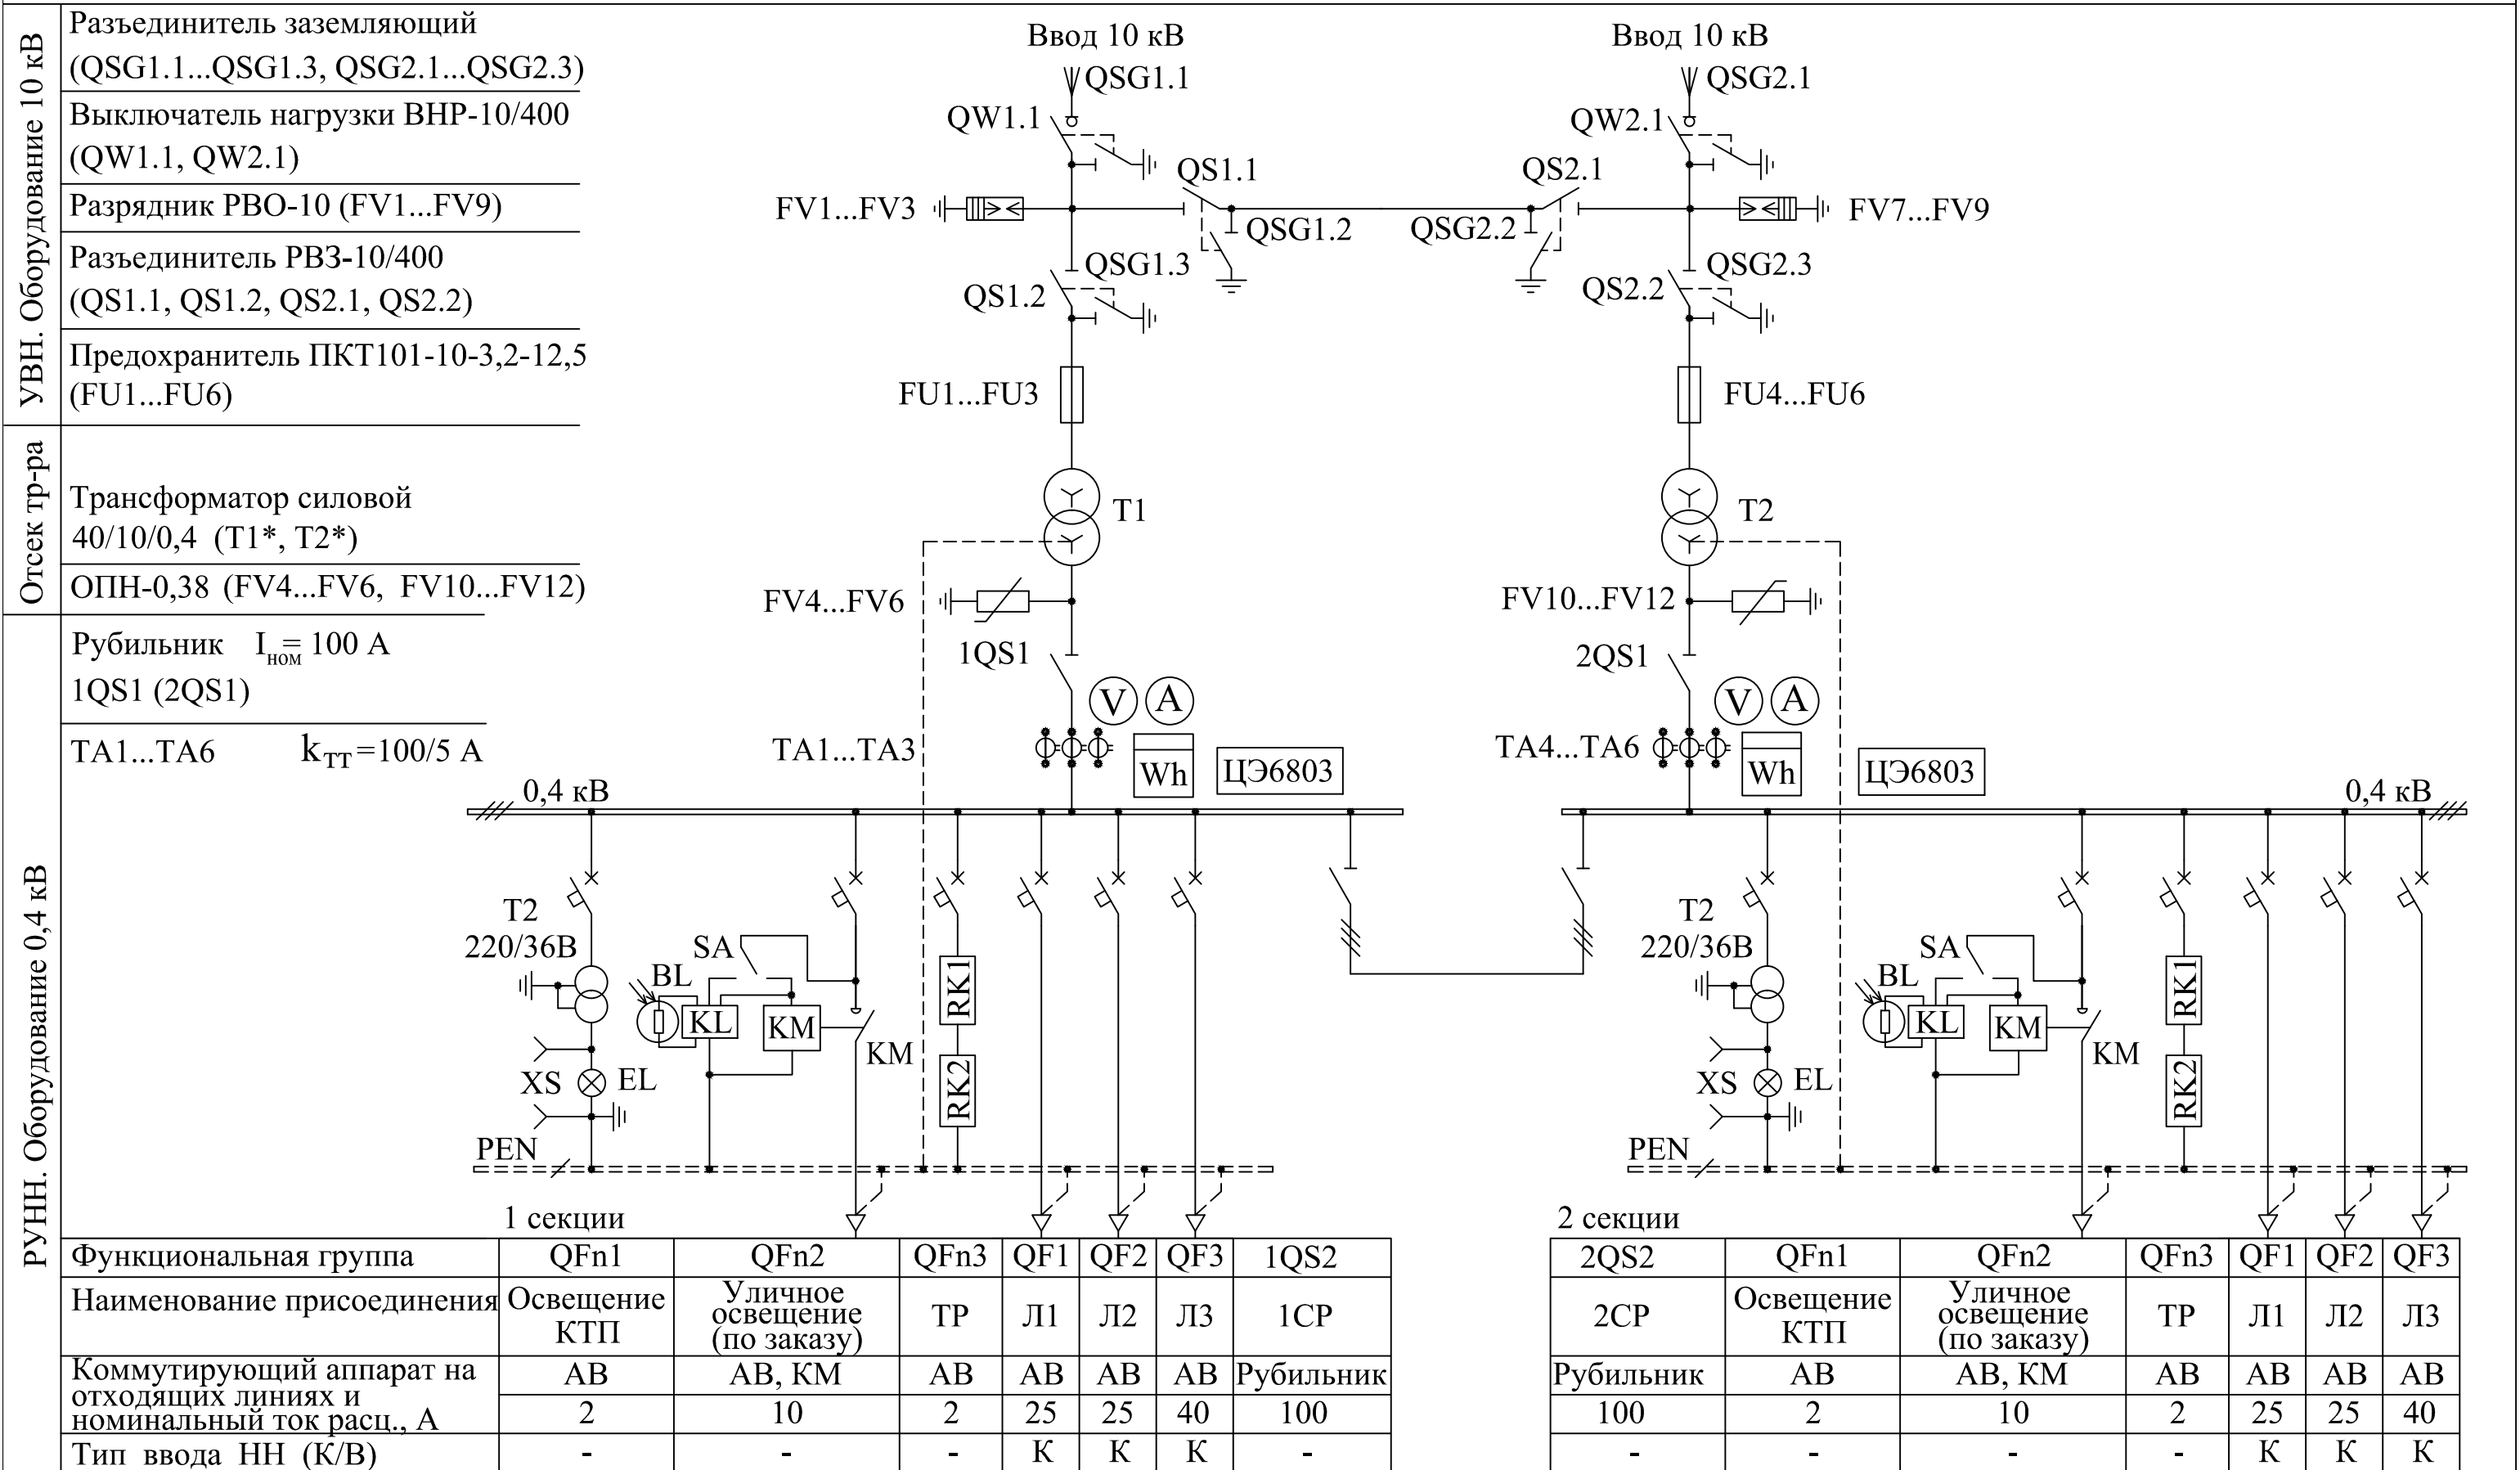 УВН. Оборудование 10 кВ
Разъединитель заземляющий
(QSG1.1...QSG1.3, QSG2.1...QSG2.3)
Выключатель нагрузки ВНР-10/400
(QW1.1, QW2.1)
Разрядник РВО-10 (FV1...FV9)
Разъединитель РВЗ-10/400
(QS1.1, QS1.2, QS2.1, QS2.2)
Предохранитель ПКТ101-10-3,2-12,5
(FU1...FU6)
Отсек тр-ра
Трансформатор силовой
40/10/0,4 (Т1*, Т2*)
ОПН-0,38 (FV4...FV6, FV10...FV12)
РУНН. Оборудование 0,4 кВ
Рубильник Iном= 100 А
1QS1 (2QS1)
ТА1...ТА6 kТТ=100/5 А
Ввод 10 кВ
QSG1.1
QW1.1
QS1.1
FV1...FV3
QSG1.2
QSG1.3
QS1.2
FU1...FU3
Т1
FV4...FV6
1QS1
V A
ТА1...ТА3
Wh
ЦЭ6803
0,4 кВ
Ввод 10 кВ
QSG2.1
QW2.1
QS2.1
FV7...FV9
QSG2.2
QSG2.3
QS2.2
FU4...FU6
Т2
FV10...FV12
2QS1
V A
ТА4...ТА6
Wh
ЦЭ6803
0,4 кВ
Т2
220/36В
SA
BL
KL
KM
KM
RK1
RK2
XS
EL
PEN
1 секции
Т2
220/36В
SA
BL
KL
KM
KM
RK1
RK2
XS
EL
PEN
2 секции
Функциональная группа QFn1 QFn2 QFn3 QF1 QF2 QF3 1QS2 2QS2 QFn1 QFn2 QFn3 QF1 QF2 QF3
Наименование присоединения
Освещение
КТП
Уличное
освещение
(по заказу)
ТР Л1 Л2 Л3 1СР 2СР
Освещение
КТП
Уличное
освещение
(по заказу)
ТР Л1 Л2 Л3
Коммутирующий аппарат на
отходящих линиях и
номинальный ток расц., А
АВ АВ, КМ АВ АВ АВ АВ Рубильник Рубильник АВ АВ, КМ АВ АВ АВ АВ
2 10 2 25 25 40 100 100 2 10 2 25 25 40
Тип ввода НН (К/В) - - - К К К - - - - - К К К